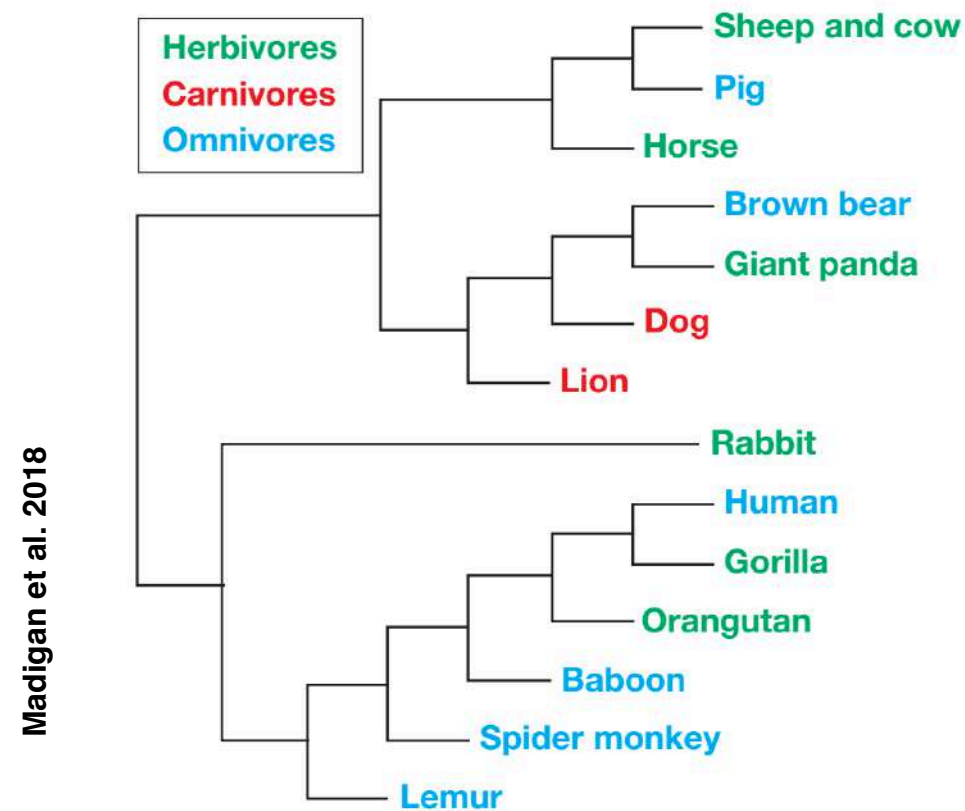 Herbivores
Carnivores
Omnivores
Sheep and cow
Pig
Horse
Brown bear
Giant panda
Dog
Lion
Rabbit
Human
Gorilla
Orangutan
Baboon
Spider monkey
Lemur
Madigan et al. 2018